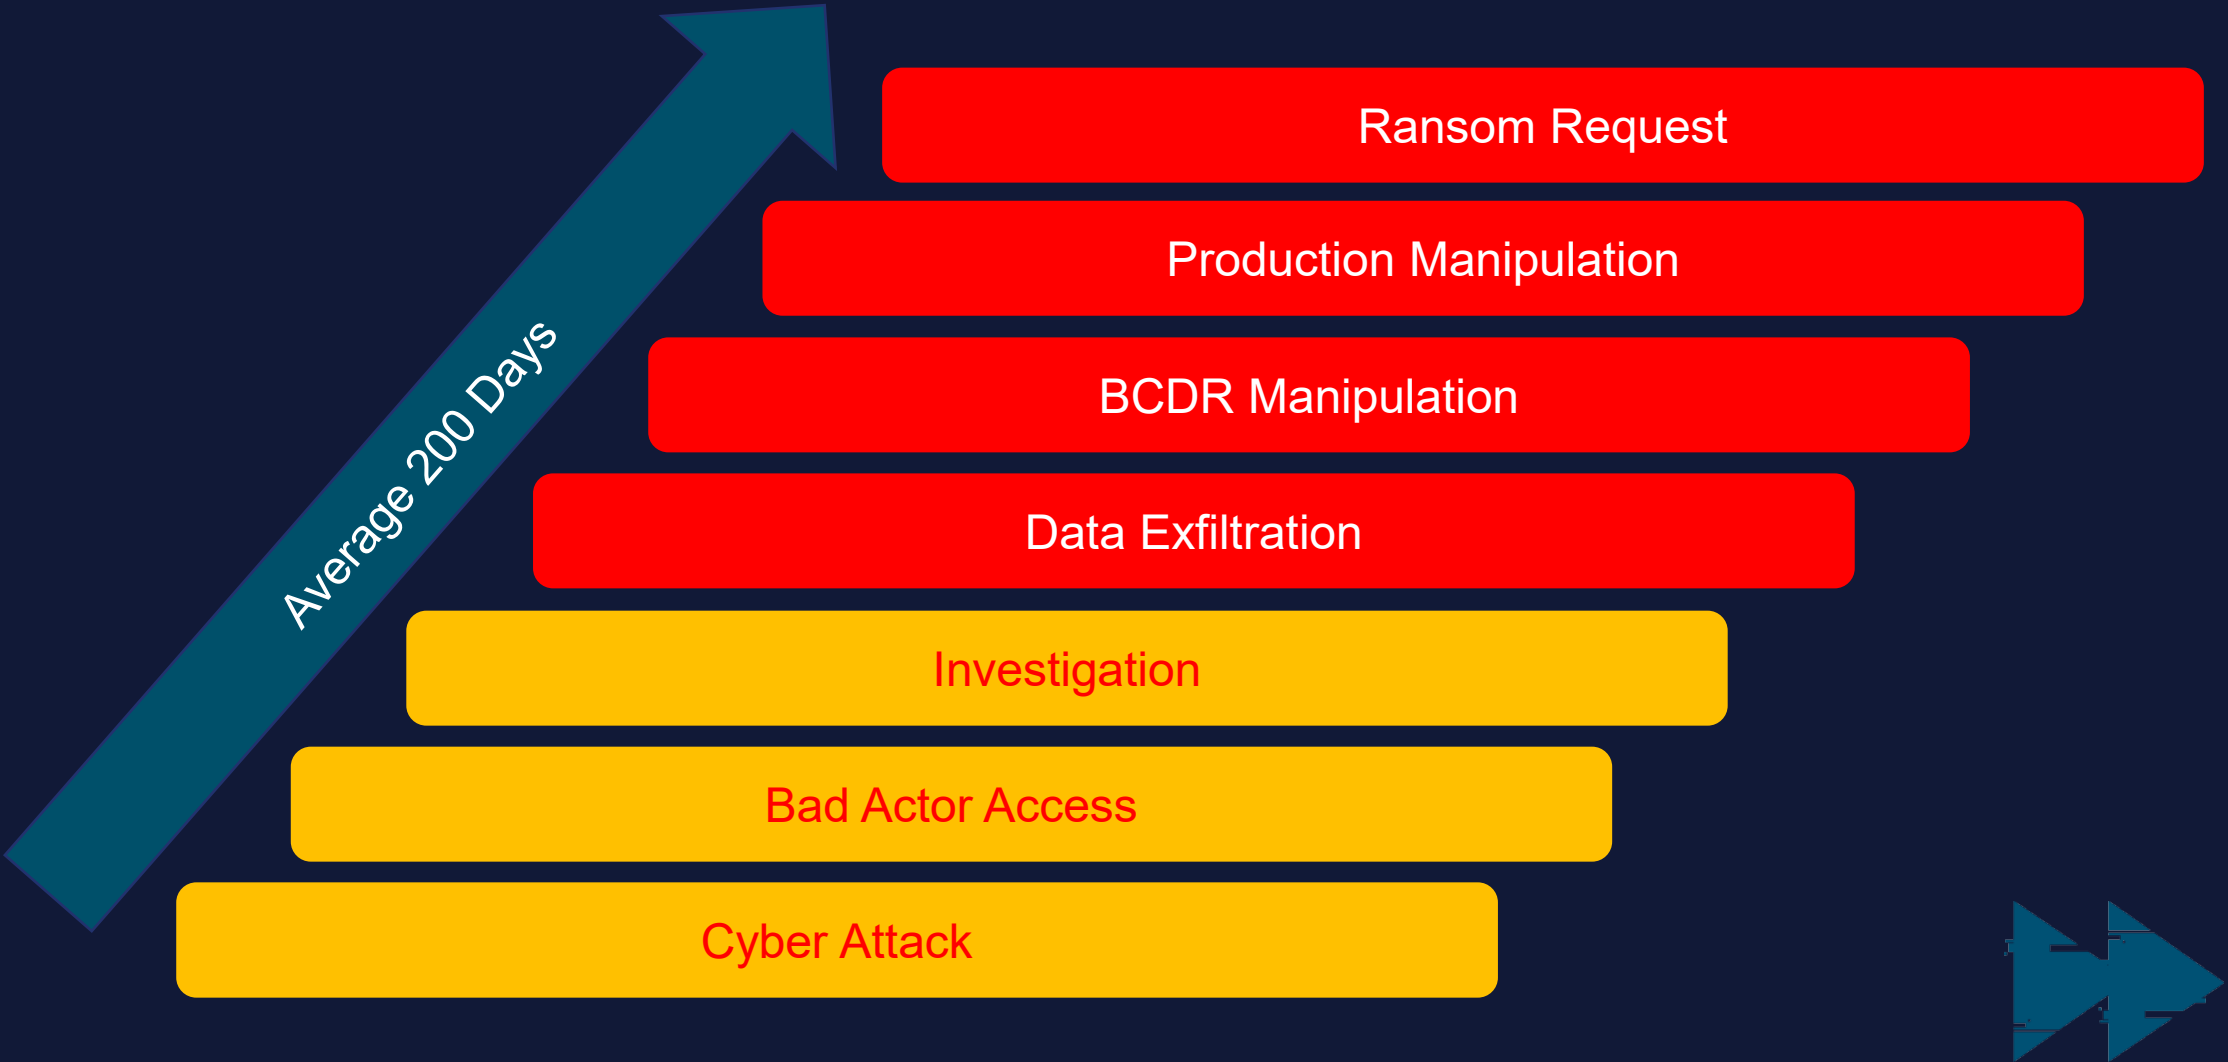 Ransom Request
Production Manipulation
BCDR Manipulation
Average 200 Days
Data Exfiltration
Investigation
Bad Actor Access
Cyber Attack